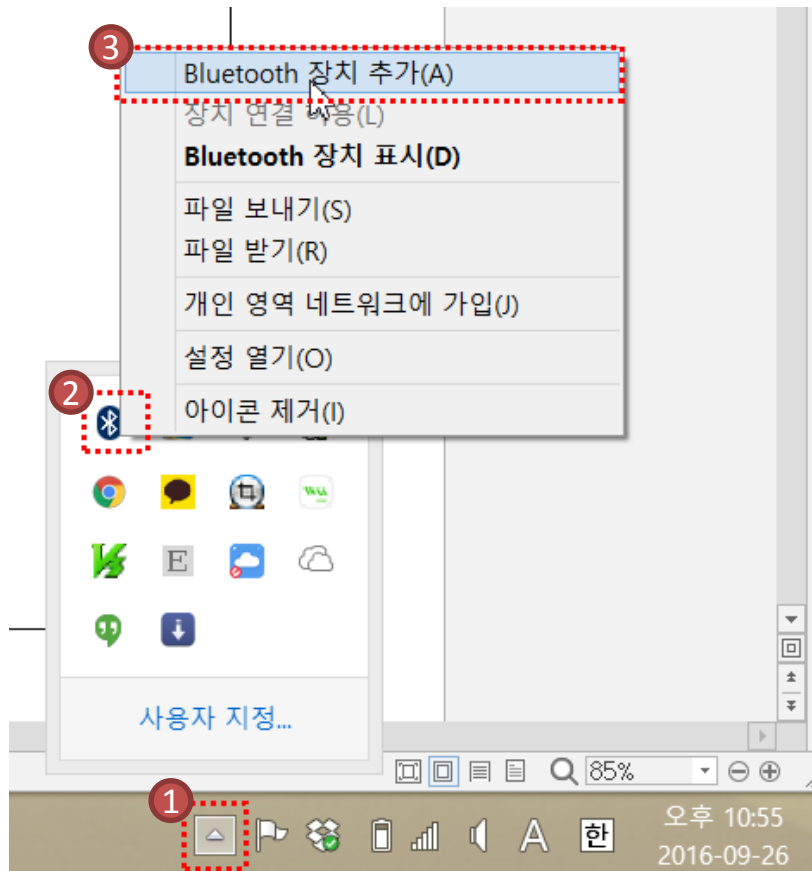 3
Bluetooth 장치 추가(A)
장치 연결 허용(L)
Bluetooth 장치 표시(D)
파일 보내기(S)
파일 받기(R)
개인 영역 네트워크에 가입(J)
설정 열기(O)
아이콘 제거(I)
2
E
사용자 지정...
85%
1
A
한
오후 10:55
2016-09-26